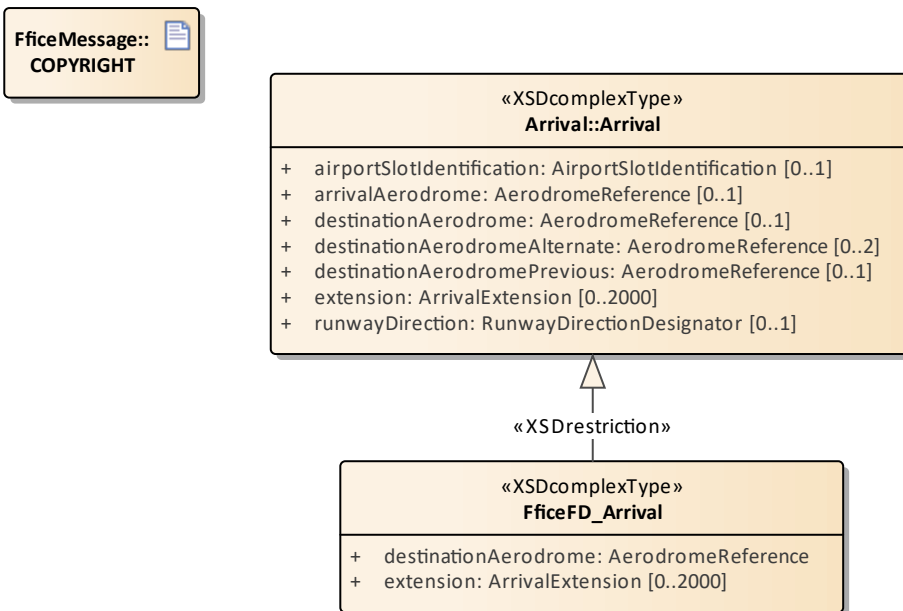 FficeMessage::
COPYRIGHT
«XSDcomplexType»
Arrival::Arrival
+ airportSlotIdentification: AirportSlotIdentification [0..1]
+ arrivalAerodrome: AerodromeReference [0..1]
+ destinationAerodrome: AerodromeReference [0..1]
+ destinationAerodromeAlternate: AerodromeReference [0..2]
+ destinationAerodromePrevious: AerodromeReference [0..1]
+ extension: ArrivalExtension [0..2000]
+ runwayDirection: RunwayDirectionDesignator [0..1]
«XSDrestriction»
«XSDcomplexType»
FficeFD_Arrival
+ destinationAerodrome: AerodromeReference
+ extension: ArrivalExtension [0..2000]